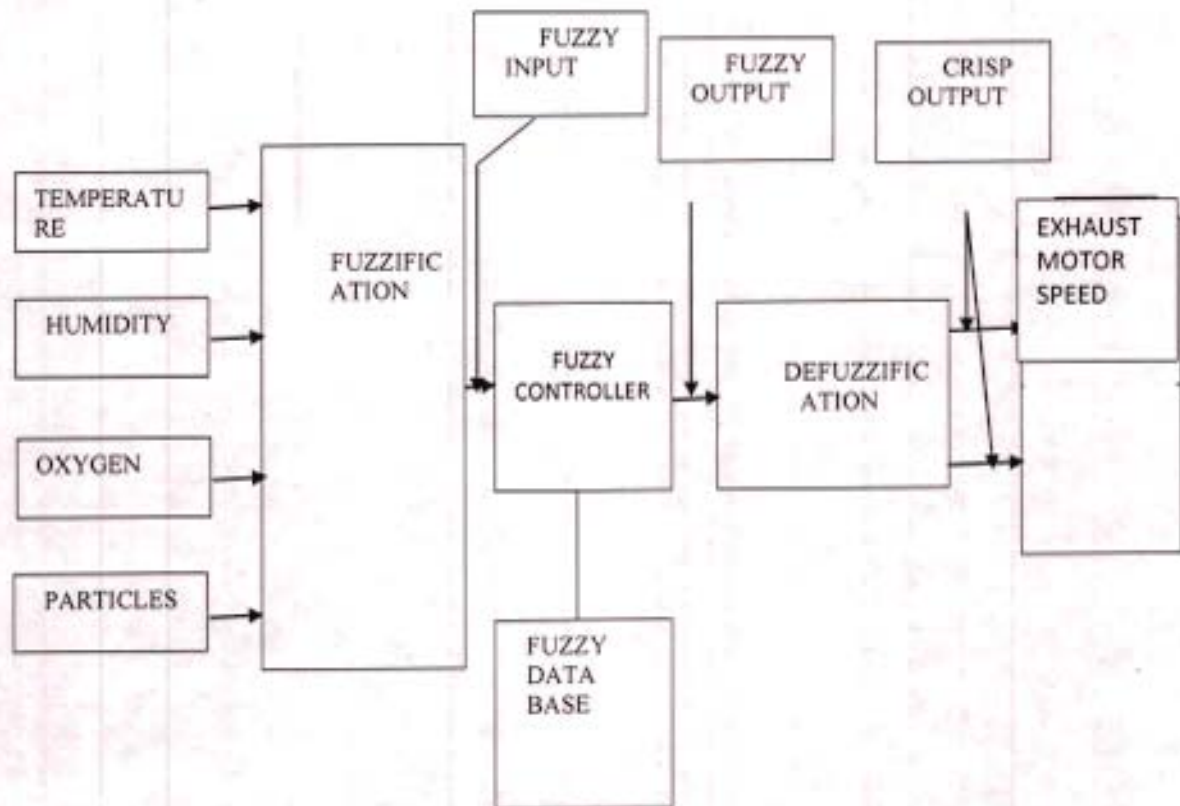 FUZZY
INPUT
FUZZY
OUTPUT
CRISP
OUTPUT
TEMPERATU
RE
HUMIDITY
OXYGEN
PARTICLES
FUZZIFIC
ATION
FUZZY
CONTROLLER
DEFUZZIFIC
ATION
EXHAUST
MOTOR
SPEED
FUZZY
DATA
BASE